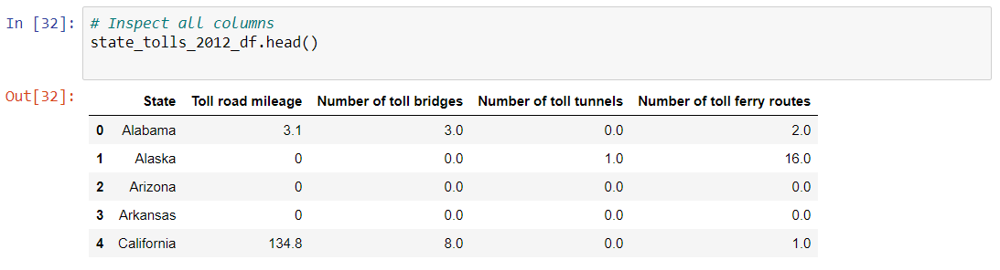 In [32]: # Inspect all columns
state_tolls_2012_df.head()
Out[32]:
State Toll road mileage Number of toll bridges Number of toll tunnels Number of toll ferry routes
0 Alabama 3.1 3.0 0.0 2.0
1 Alaska 0 0.0 1.0 16.0
2 Arizona 0 0.0 0.0 0.0
3 Arkansas 0 0.0 0.0 0.0
4 California 134.8 8.0 0.0 1.0